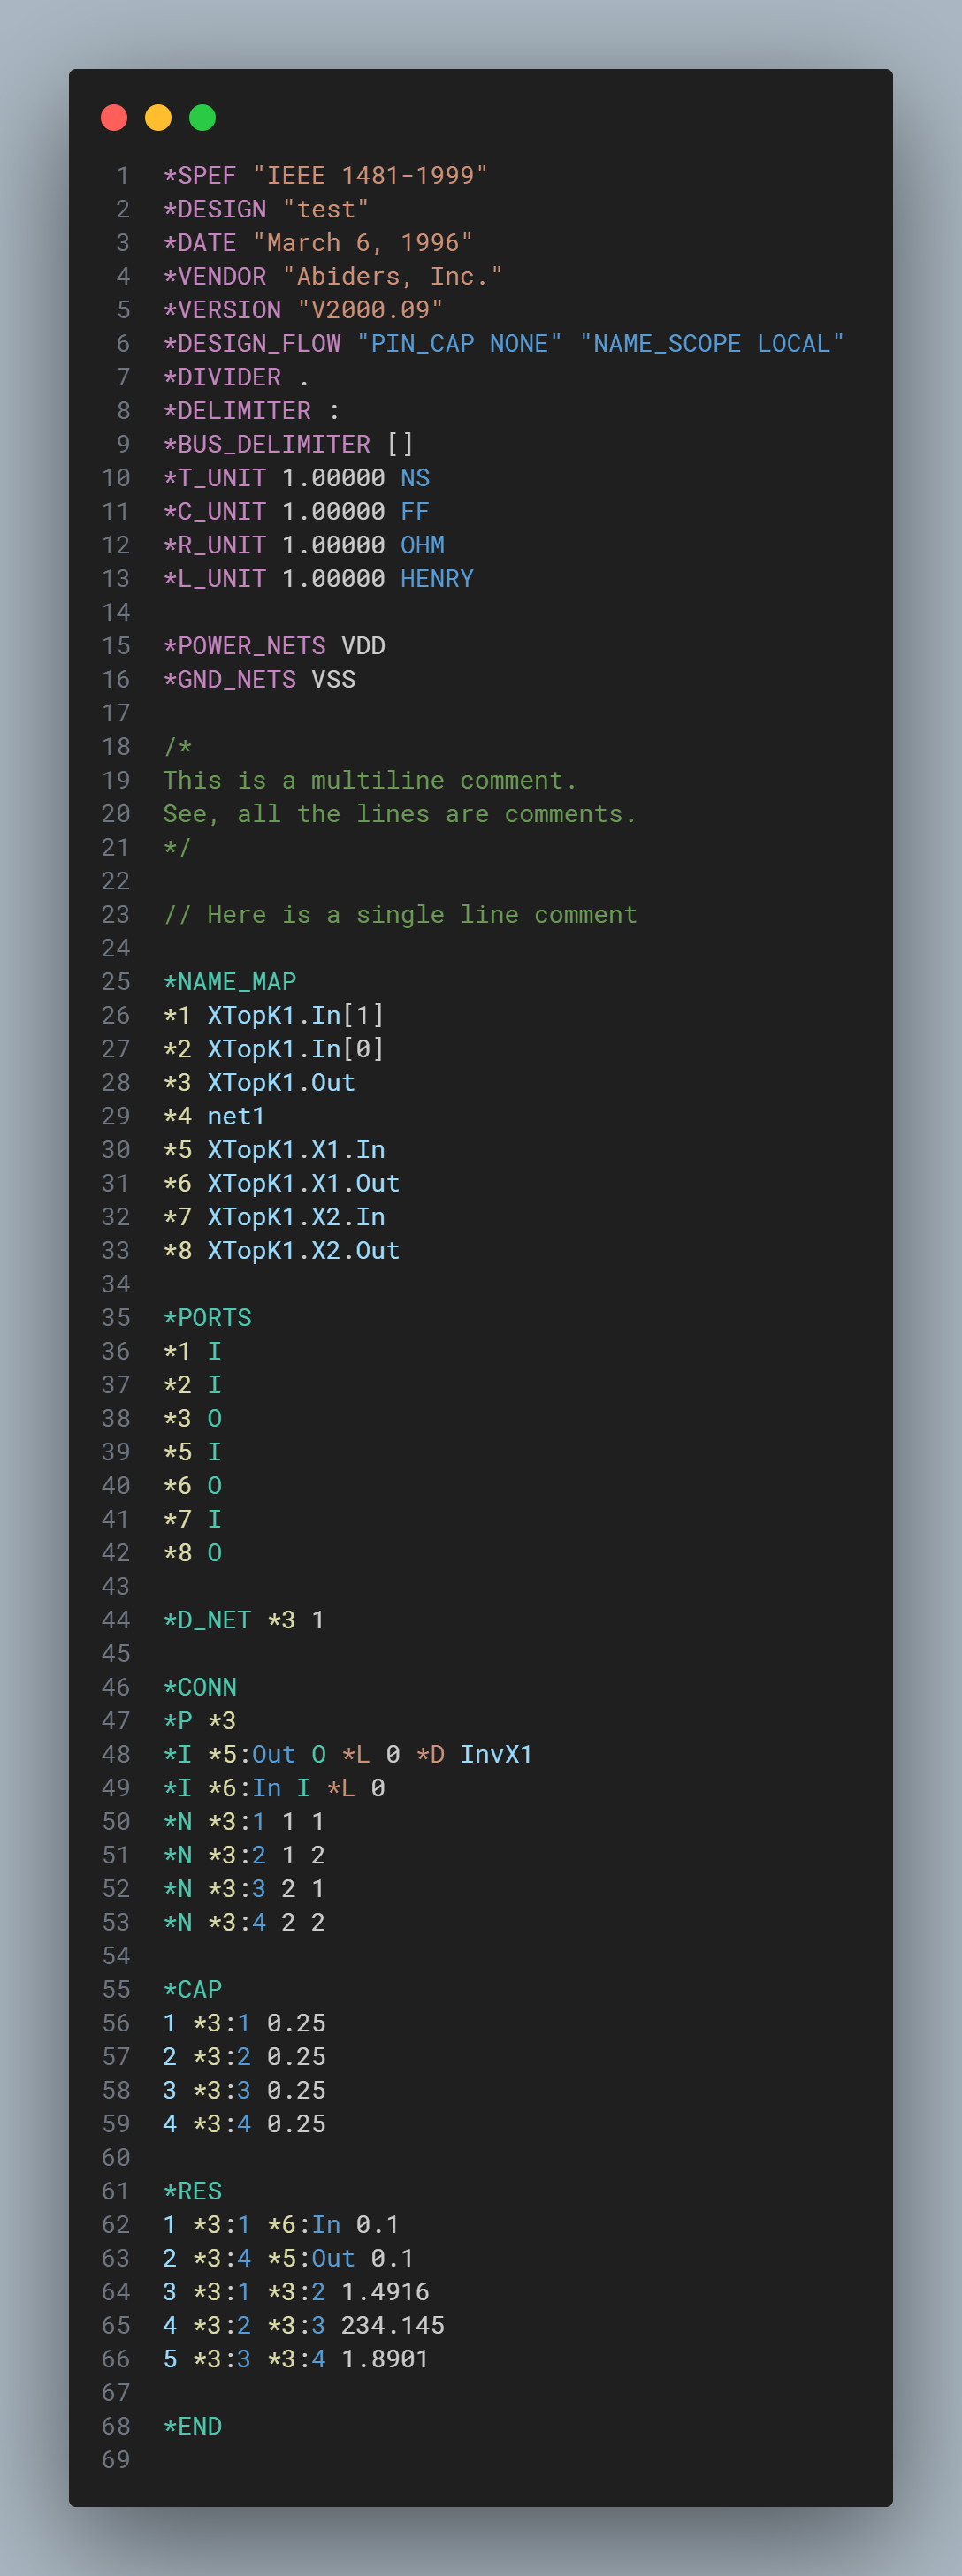 1 *SPEF "IEEE 1481-1999"
2 *DESIGN "test"
3 *DATE "March 6, 1996"
4 *VENDOR "Abiders, Inc."
5 *VERSION "V2000.09"
6 *DESIGN_FLOW "PIN_CAP NONE" "NAME_SCOPE LOCAL"
7 *DIVIDER .
8 *DELIMITER :
9 *BUS_DELIMITER []
10 *T_UNIT 1.00000 NS
11 *C_UNIT 1.00000 FF
12 *R_UNIT 1.00000 OHM
13 *L_UNIT 1.00000 HENRY
14
15 *POWER_NETS VDD
16 *GND_NETS VSS
17
18 /*
19 This is a multiline comment.
20 See, all the lines are comments.
21 */
22
23 // Here is a single line comment
24
25 *NAME_MAP
26 *1 XTopK1.In[1]
27 *2 XTopK1.In[0]
28 *3 XTopK1.Out
29 *4 net1
30 *5 XTopK1.X1.In
31 *6 XTopK1.X1.Out
32 *7 XTopK1.X2.In
33 *8 XTopK1.X2.Out
34
35 *PORTS
36 *1 I
37 *2 I
38 *3 O
39 *5 I
40 *6 O
41 *7 I
42 *8 O
43
44 *D_NET *3 1
45
46 *CONN
47 *P *3
48 *I *5:Out O *L 0 *D InvX1
49 *I *6:In I *L 0
50 *N *3:1 1 1
51 *N *3:2 1 2
52 *N *3:3 2 1
53 *N *3:4 2 2
54
55 *CAP
56 1 *3:1 0.25
57 2 *3:2 0.25
58 3 *3:3 0.25
59 4 *3:4 0.25
60
61 *RES
62 1 *3:1 *6:In 0.1
63 2 *3:4 *5:Out 0.1
64 3 *3:1 *3:2 1.4916
65 4 *3:2 *3:3 234.145
66 5 *3:3 *3:4 1.8901
67
68 *END
69